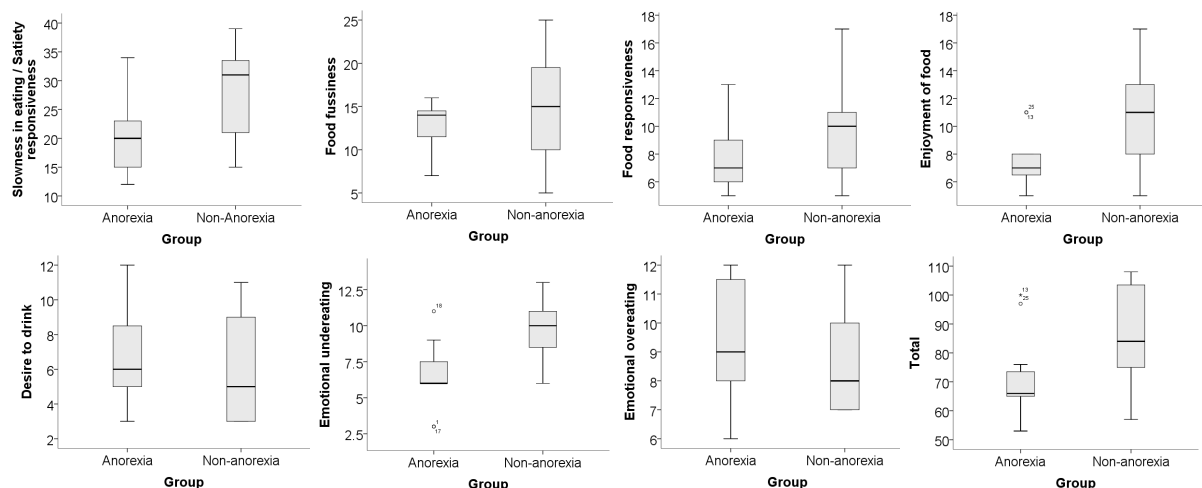 Slowness in eating / Satiety
responsiveness
40
35
30
25
20
15
10
Anorexia Non-Anorexia
Group
Food fussiness
25
20
15
10
5
Anorexia Non-anorexia
Group
Food responsiveness
18
16
14
12
10
8
6
Anorexia Non-anorexia
Group
Enjoyment of food
18
16
14
12
10
8
6
25
13
Anorexia Non-anorexia
Group
Desire to drink
12
10
8
6
4
2
Anorexia Non-anorexia
Group
Emotional undereating
12.5
10
7.5
5
2.5
18
1
17
Anorexia Non-anorexia
Group
Emotional overeating
12
11
10
9
8
7
6
Anorexia Non-anorexia
Group
Total
110
100
90
80
70
60
50
13
25
Anorexia Non-anorexia
Group